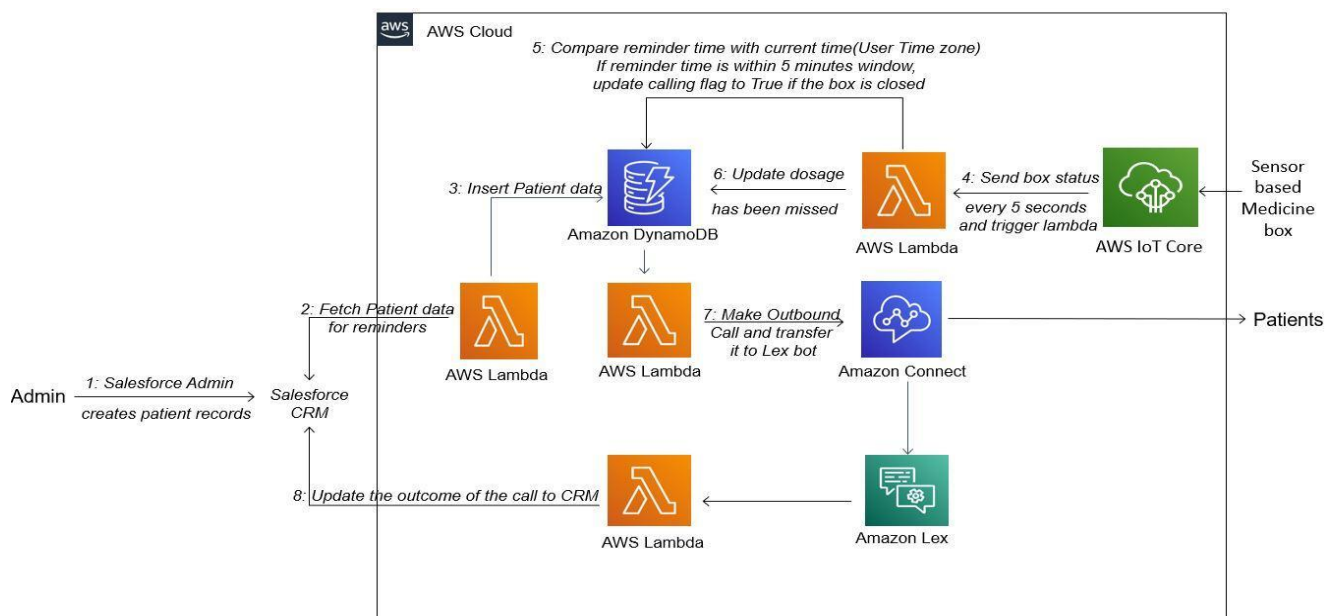 aws
AWS Cloud
5: Compare reminder time with current time(User Time zone)
If reminder time is within 5 minutes window,
update calling flag to True if the box is closed
3: Insert Patient data
Amazon DynamoDB
6: Update dosage
has been missed
AWS Lambda
4: Send box status
every 5 seconds
and trigger lambda
AWS IoT Core
Sensor
based
Medicine
box
2: Fetch Patient data
for reminders
AWS Lambda
AWS Lambda
7: Make Outbound
Call and transfer
it to Lex bot
Amazon Connect
Patients
Admin
1: Salesforce Admin
creates patient records
Salesforce
CRM
8: Update the outcome of the call to CRM
AWS Lambda
Amazon Lex